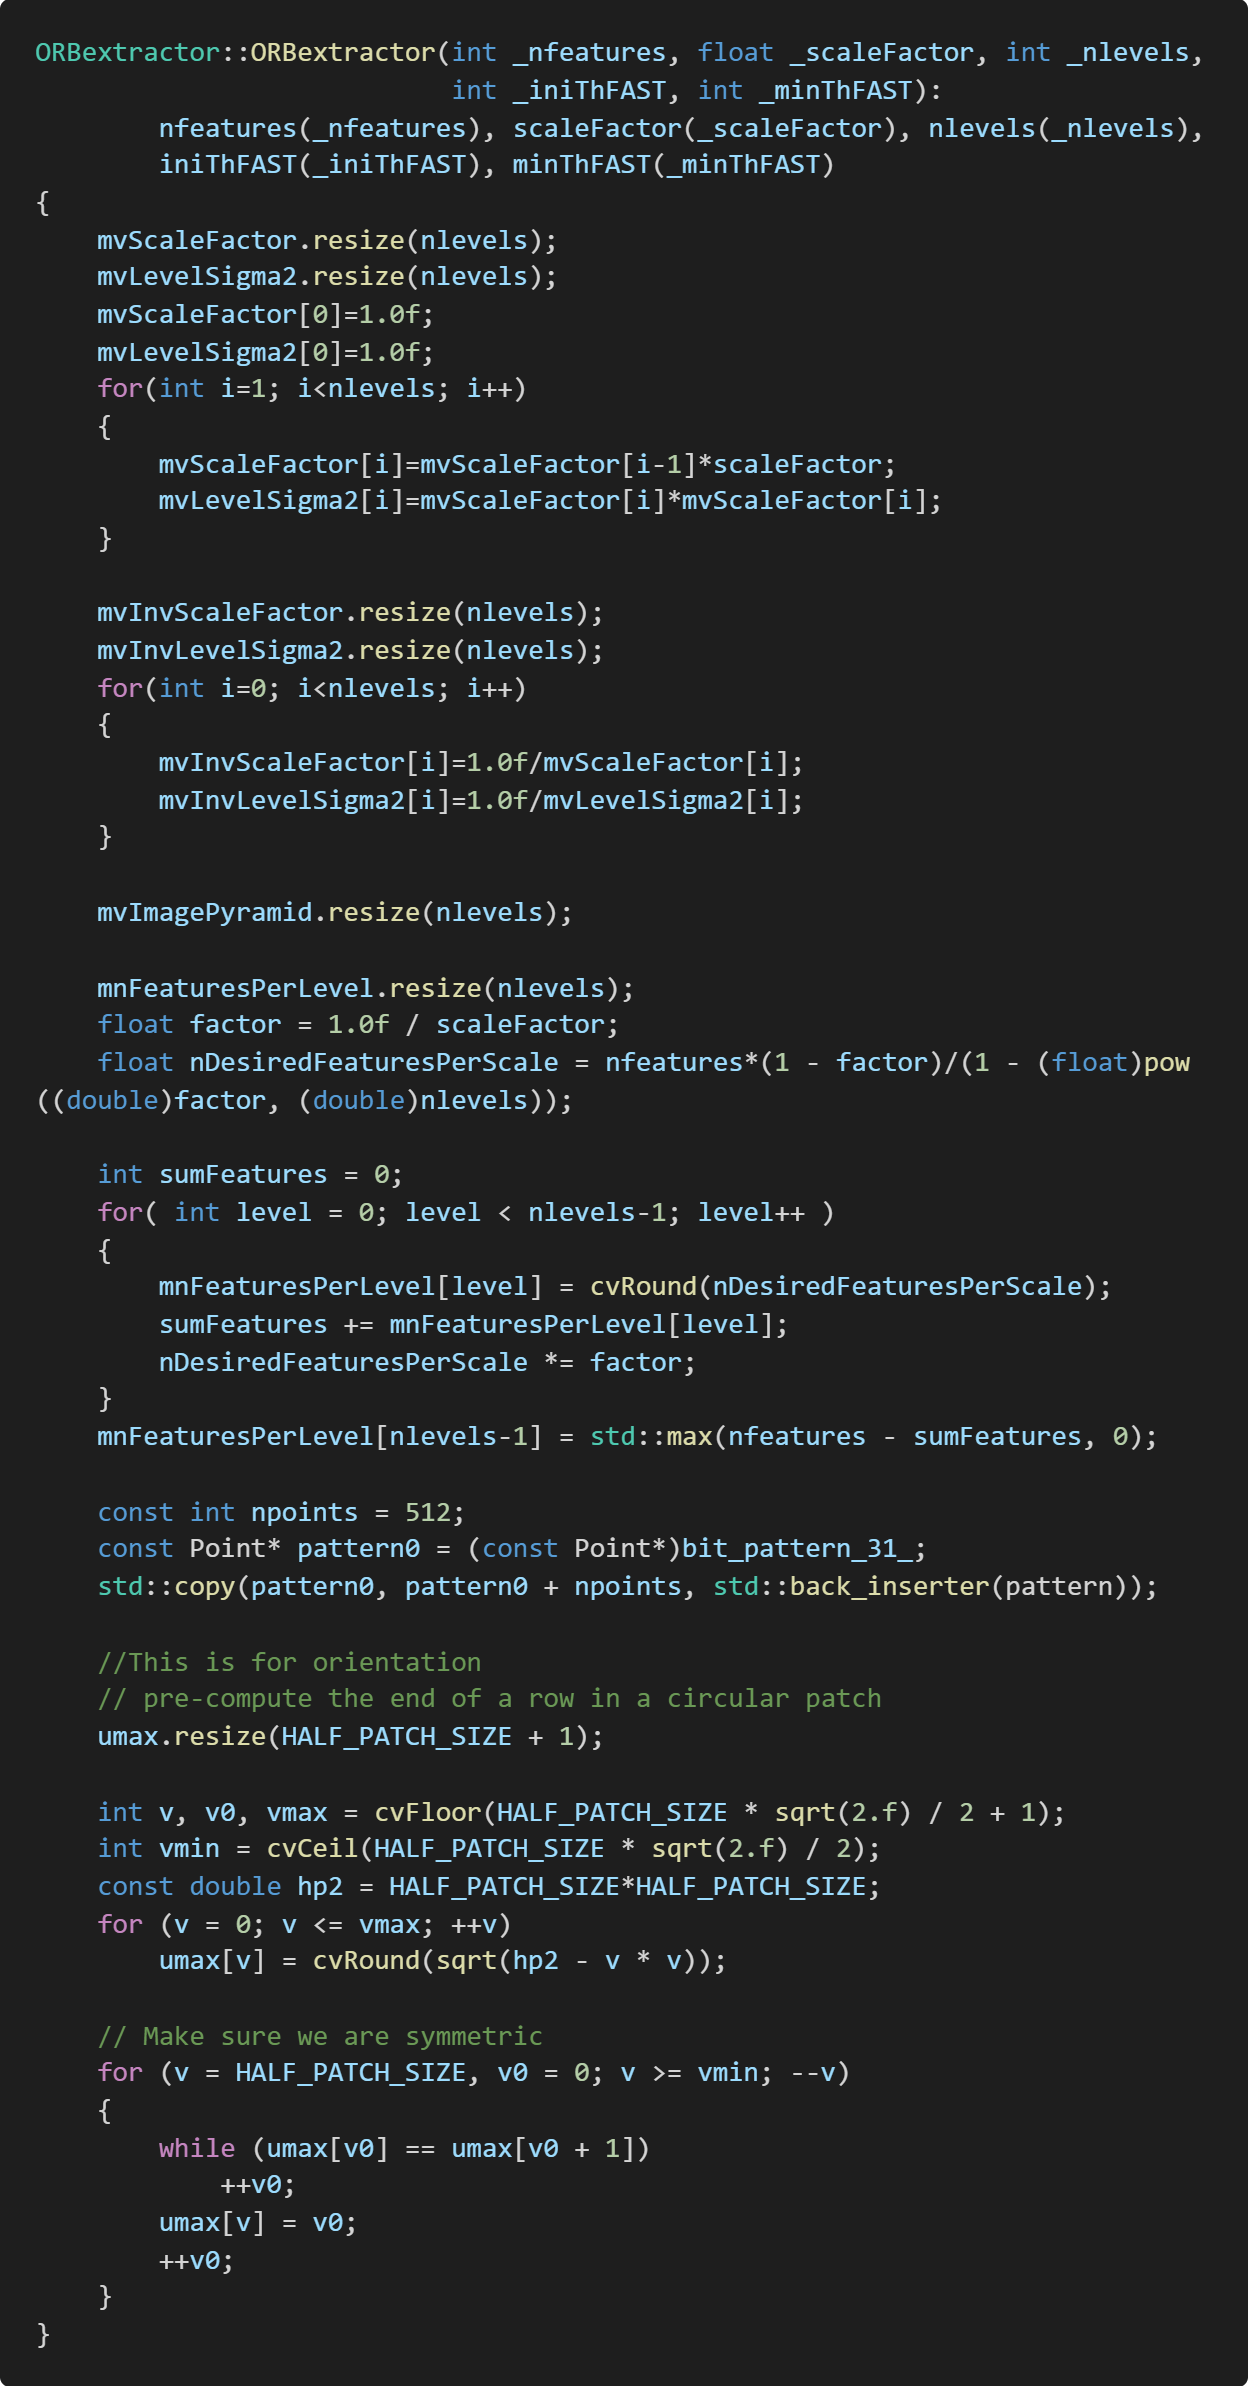 ORBextractor::ORBextractor(int _nfeatures, float _scaleFactor, int _nlevels,
                           int _iniThFAST, int _minThFAST):
        nfeatures(_nfeatures), scaleFactor(_scaleFactor), nlevels(_nlevels),
        iniThFAST(_iniThFAST), minThFAST(_minThFAST)
{
    mvScaleFactor.resize(nlevels);
    mvLevelSigma2.resize(nlevels);
    mvScaleFactor[0]=1.0f;
    mvLevelSigma2[0]=1.0f;
    for(int i=1; i<nlevels; i++)
    {
        mvScaleFactor[i]=mvScaleFactor[i-1]*scaleFactor;
        mvLevelSigma2[i]=mvScaleFactor[i]*mvScaleFactor[i];
    }

    mvInvScaleFactor.resize(nlevels);
    mvInvLevelSigma2.resize(nlevels);
    for(int i=0; i<nlevels; i++)
    {
        mvInvScaleFactor[i]=1.0f/mvScaleFactor[i];
        mvInvLevelSigma2[i]=1.0f/mvLevelSigma2[i];
    }

    mvImagePyramid.resize(nlevels);

    mnFeaturesPerLevel.resize(nlevels);
    float factor = 1.0f / scaleFactor;
    float nDesiredFeaturesPerScale = nfeatures*(1 - factor)/(1 - (float)pow
((double)factor, (double)nlevels));

    int sumFeatures = 0;
    for( int level = 0; level < nlevels-1; level++ )
    {
        mnFeaturesPerLevel[level] = cvRound(nDesiredFeaturesPerScale);
        sumFeatures += mnFeaturesPerLevel[level];
        nDesiredFeaturesPerScale *= factor;
    }
    mnFeaturesPerLevel[nlevels-1] = std::max(nfeatures - sumFeatures, 0);

    const int npoints = 512;
    const Point* pattern0 = (const Point*)bit_pattern_31_;
    std::copy(pattern0, pattern0 + npoints, std::back_inserter(pattern));

    //This is for orientation
    // pre-compute the end of a row in a circular patch
    umax.resize(HALF_PATCH_SIZE + 1);

    int v, v0, vmax = cvFloor(HALF_PATCH_SIZE * sqrt(2.f) / 2 + 1);
    int vmin = cvCeil(HALF_PATCH_SIZE * sqrt(2.f) / 2);
    const double hp2 = HALF_PATCH_SIZE*HALF_PATCH_SIZE;
    for (v = 0; v <= vmax; ++v)
        umax[v] = cvRound(sqrt(hp2 - v * v));

    // Make sure we are symmetric
    for (v = HALF_PATCH_SIZE, v0 = 0; v >= vmin; --v)
    {
        while (umax[v0] == umax[v0 + 1])
            ++v0;
        umax[v] = v0;
        ++v0;
    }
}